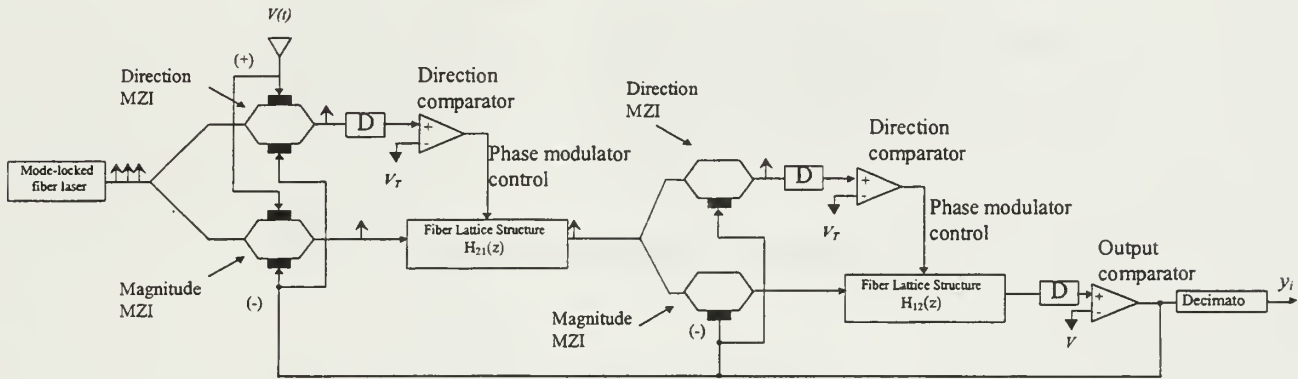 V(t)
(+)
Direction
MZI
Direction
comparator
D
+
-
V_T
Phase modulator
control
Mode-locked
fiber laser
Fiber Lattice Structure
H₂₁(z)
Magnitude
MZI
(-)
Direction
MZI
Direction
comparator
D
+
-
V_T
Phase modulator
control
Fiber Lattice Structure
H₁₂(z)
Magnitude
MZI
(-)
Output
comparator
D
+
-
V
Decimato
y_i